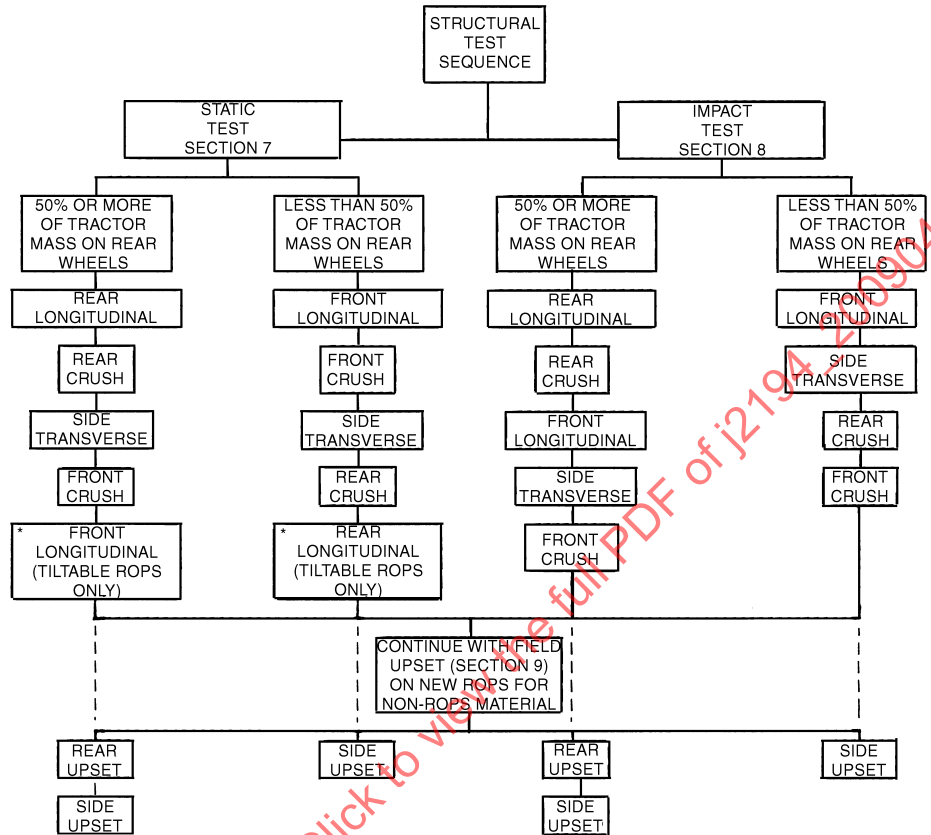 STRUCTURAL
TEST
SEQUENCE
STATIC
TEST
SECTION 7
IMPACT
TEST
SECTION 8
50% OR MORE
OF TRACTOR
MASS ON REAR
WHEELS
LESS THAN 50%
OF TRACTOR
MASS ON REAR
WHEELS
50% OR MORE
OF TRACTOR
MASS ON REAR
WHEELS
LESS THAN 50%
OF TRACTOR
MASS ON REAR
WHEELS
REAR
LONGITUDINAL
FRONT
LONGITUDINAL
REAR
LONGITUDINAL
FRONT
LONGITUDINAL
REAR
CRUSH
FRONT
CRUSH
REAR
CRUSH
SIDE
TRANSVERSE
SIDE
TRANSVERSE
SIDE
TRANSVERSE
FRONT
LONGITUDINAL
REAR
CRUSH
FRONT
CRUSH
REAR
CRUSH
SIDE
TRANSVERSE
FRONT
CRUSH
* FRONT
LONGITUDINAL
(TILTABLE ROPS
ONLY)
* REAR
LONGITUDINAL
(TILTABLE ROPS
ONLY)
FRONT
CRUSH
CONTINUE WITH FIELD
UPSET (SECTION 9)
ON NEW ROPS FOR
NON-ROPS MATERIAL
REAR
UPSET
SIDE
UPSET
REAR
UPSET
SIDE
UPSET
SIDE
UPSET
SIDE
UPSET
Click to view the full PDF of j2194_200904